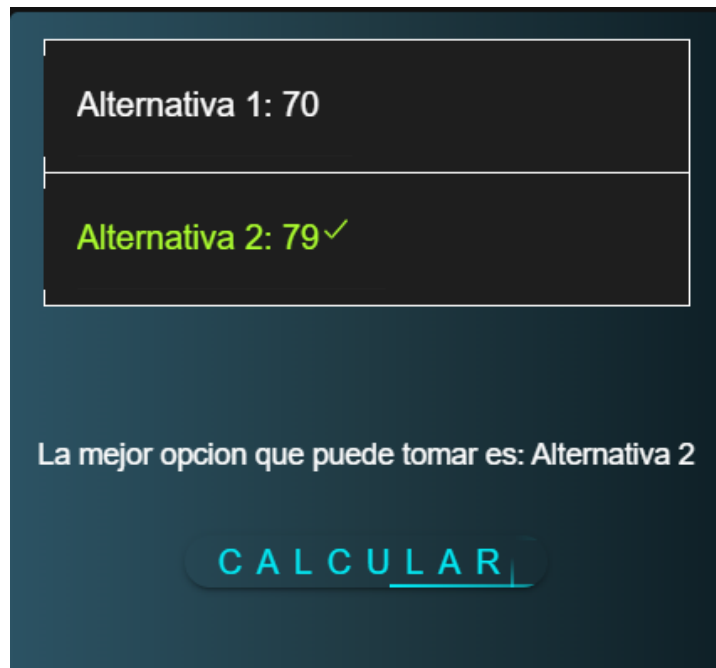 Alternativa 1: 70
Alternativa 2: 79✓
La mejor opcion que puede tomar es: Alternativa 2
CALCULAR